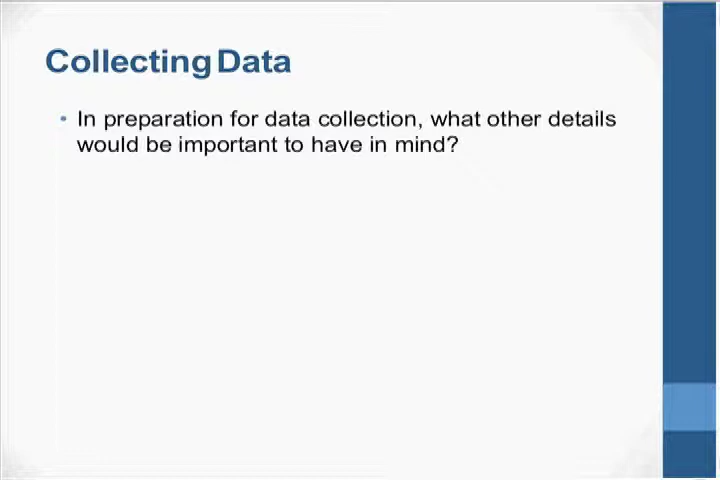 Collecting Data
• In preparation for data collection, what other details
would be important to have in mind?